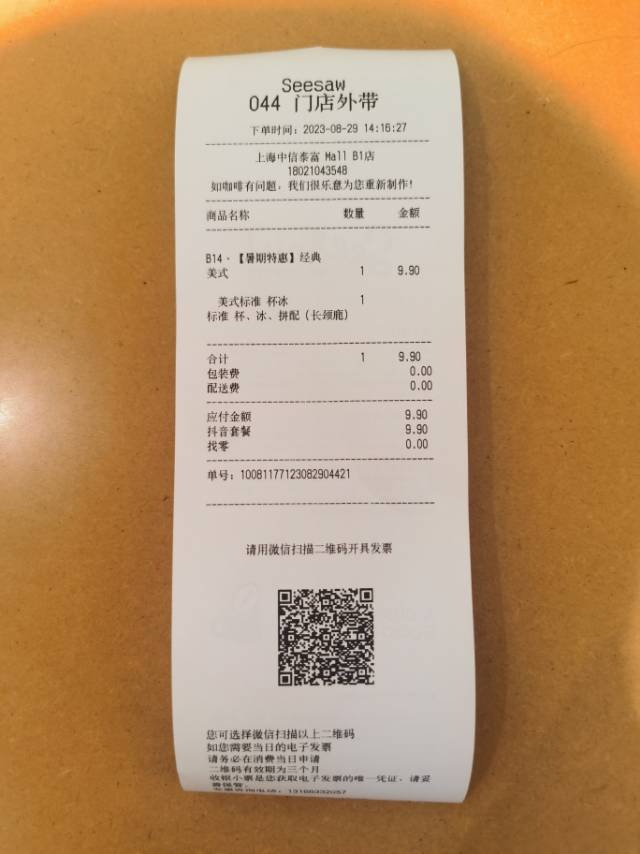 Seesaw
044 门店外带
下单时间：2023-08-29 14:16:27
上海中信泰富 Mall B1店
18021043548
如咖啡有问题，我们很乐意为您重新制作!
商品名称 数量 金额
B14·【暑期特惠】经典
美式 1 9.90
美式标准 杯冰 1
标准 杯、冰、拼配（长颈鹿）
合计 1 9.90
包装费 0.00
配送费 0.00
应付金额 9.90
抖音套餐 9.90
找零 0.00
单号：10081177123082904421
请用微信扫描二维码开具发票
您可选择微信扫描以上二维码
如您需要当日的电子发票
请务必在消费当日申请
二维码有效期为三个月
收银小票是您获取电子发票的唯一凭证，请妥
善保管。